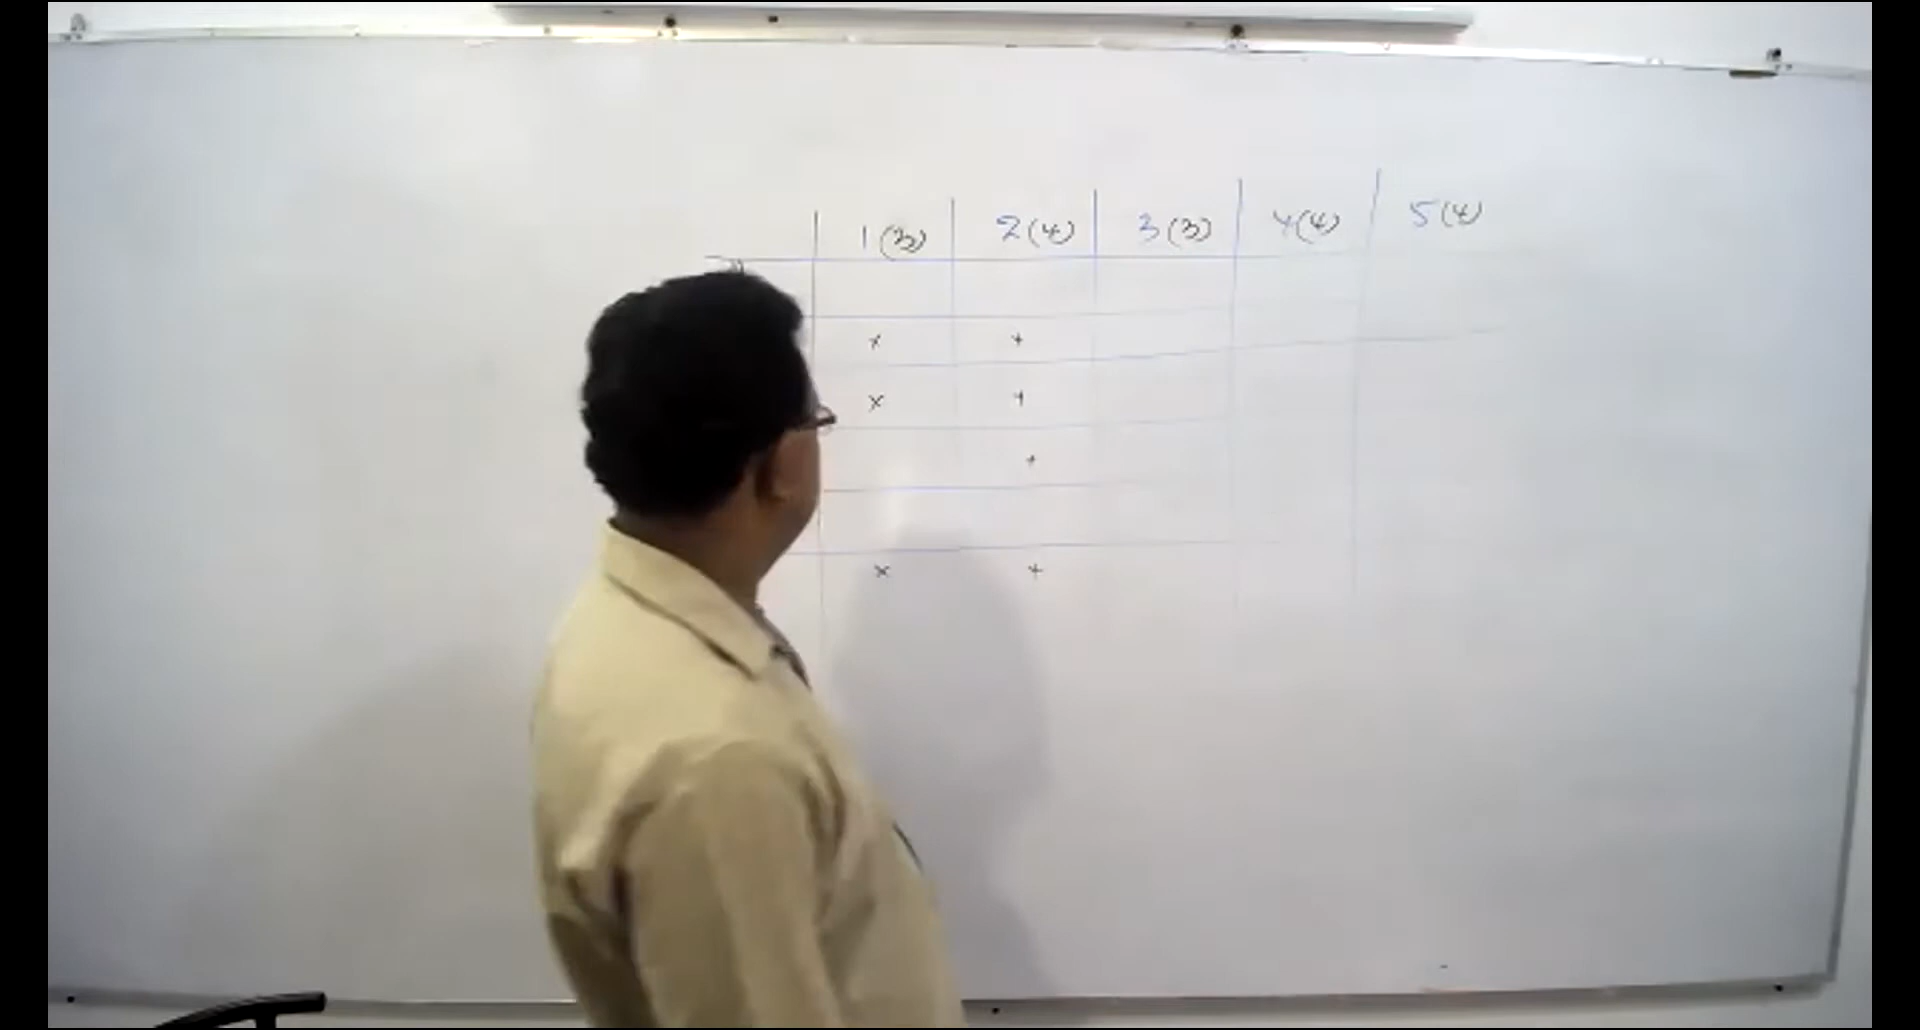 1(3) 2(4) 3(3) 4(4) 5(4)
x +
x +
+
x +